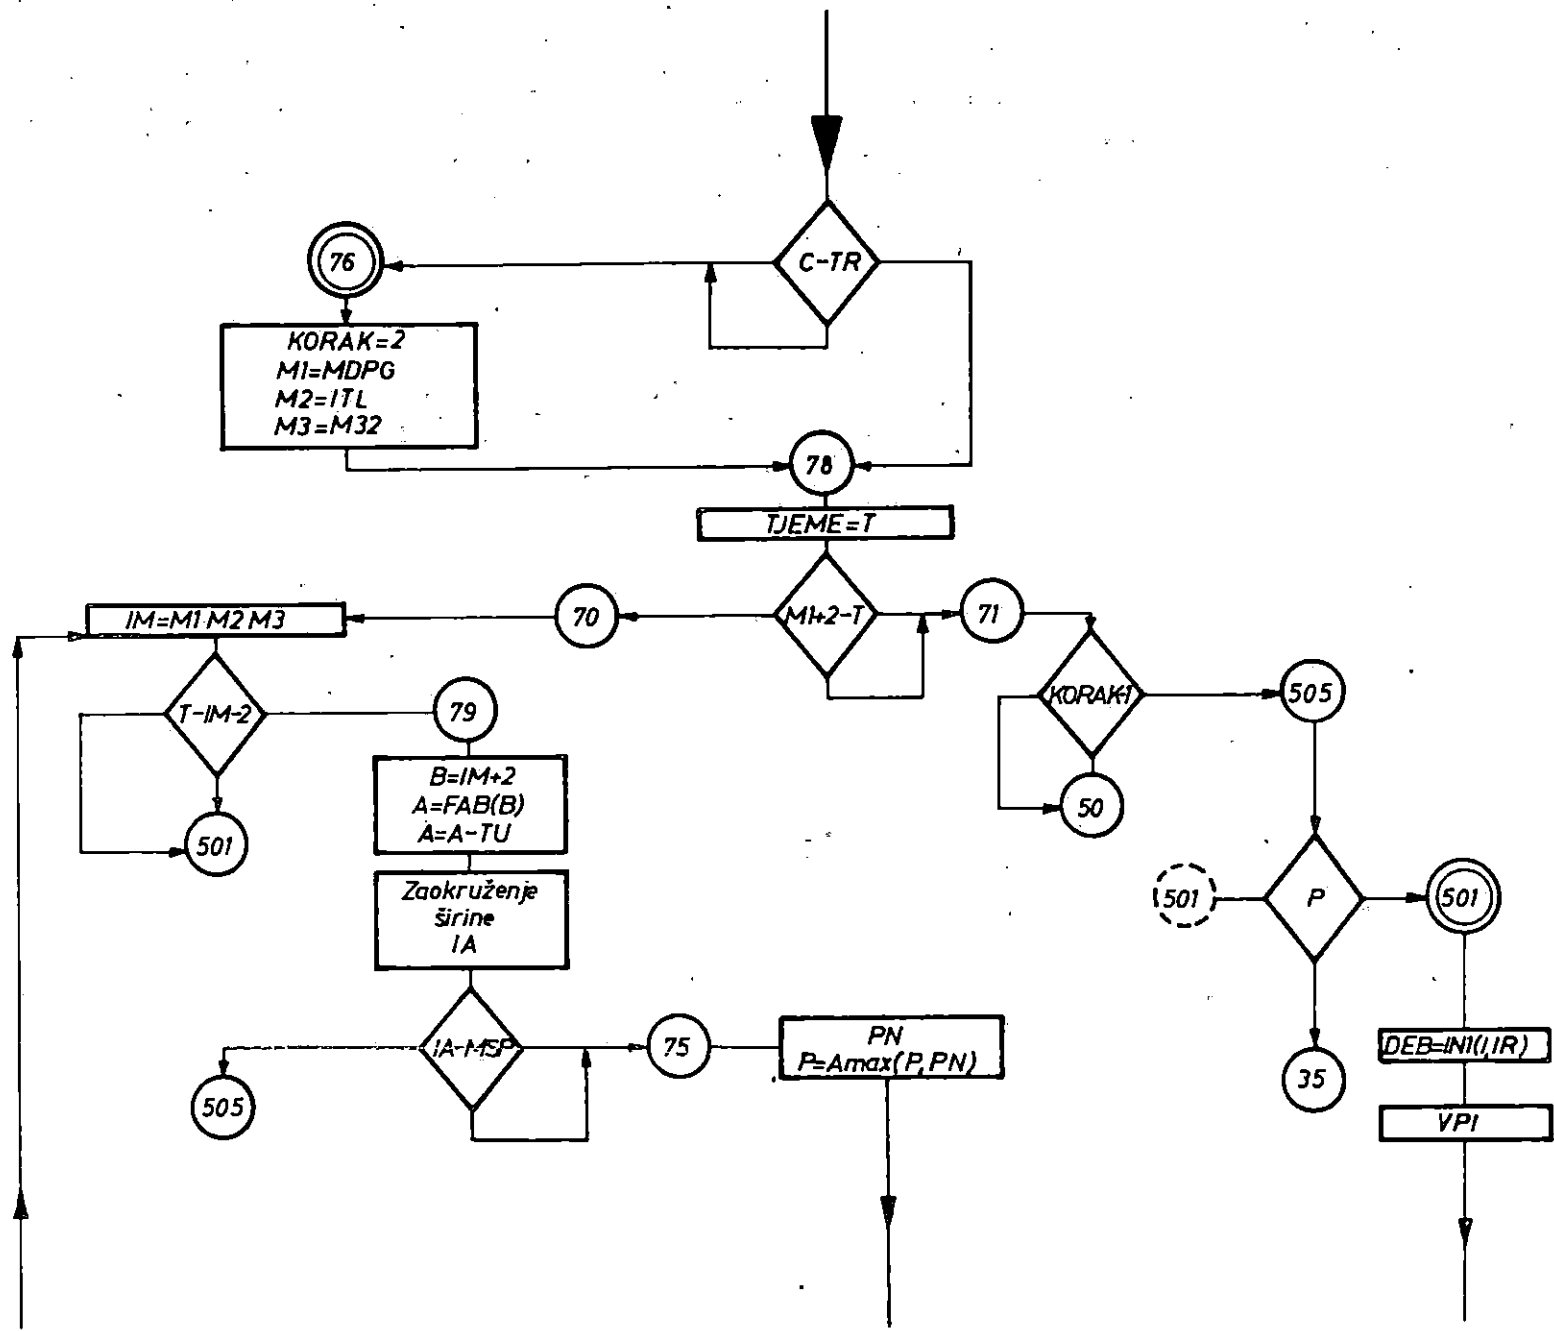 C-TR
76
KORAK=2
M1=MDPG
M2=ITL
M3=M32
78
TJEME=T
IM=M1 M2 M3
70
M1+2-T
71
T-IM-2
79
KORAK-1
505
B=IM+2
A=FAB(B)
A=A-TU
501
50
Zaokruženje
širine
IA
501
P
501
IA-MSP
75
PN
P=Amax(P,PN)
505
35
DEB=IN1(I,IR)
VPI